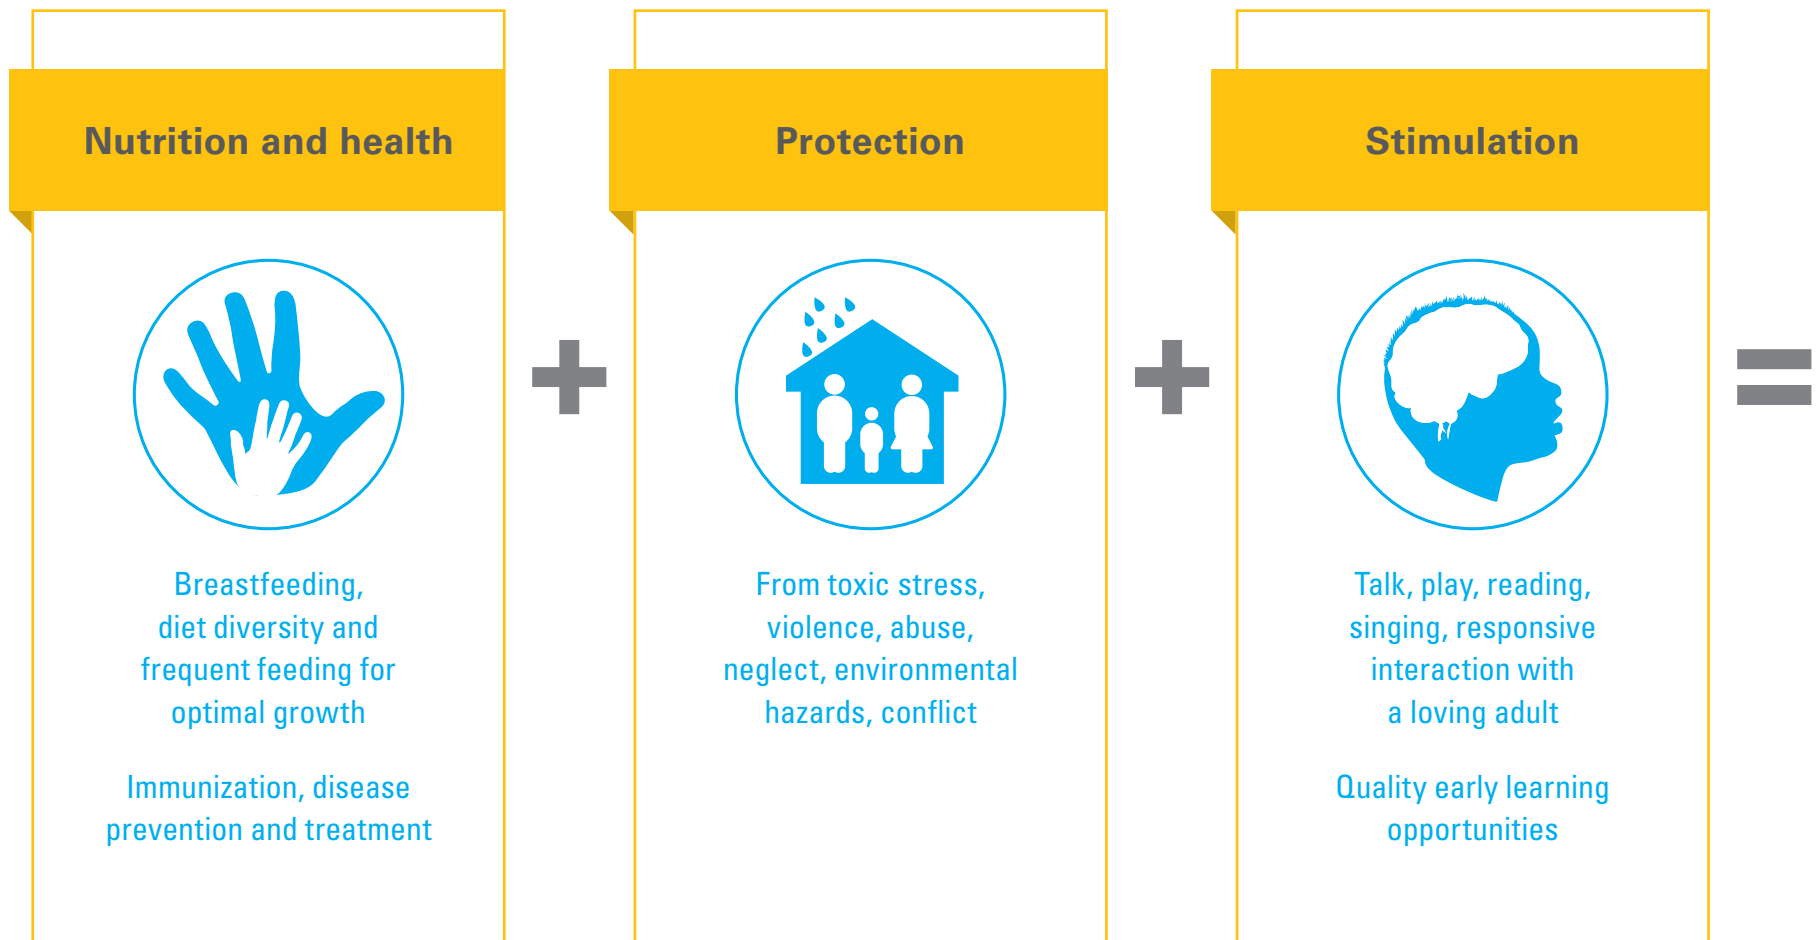 Nutrition and health
Breastfeeding,
diet diversity and
frequent feeding for
optimal growth
Immunization, disease
prevention and treatment
+
Protection
From toxic stress,
violence, abuse,
neglect, environmental
hazards, conflict
+
Stimulation
Talk, play, reading,
singing, responsive
interaction with
a loving adult
Quality early learning
opportunities
=